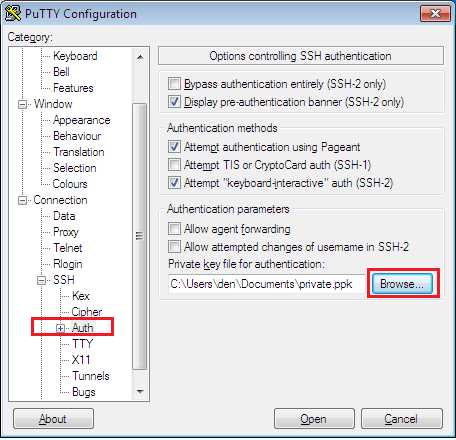 PuTTY Configuration
Category:
Keyboard
Bell
Features
Window
Appearance
Behaviour
Translation
Selection
Colours
Connection
Data
Proxy
Telnet
Rlogin
SSH
Kex
Cipher
Auth
TTY
X11
Tunnels
Bugs
Options controlling SSH authentication
Bypass authentication entirely (SSH-2 only)
Display pre-authentication banner (SSH-2 only)
Authentication methods
Attempt authentication using Pageant
Attempt TIS or CryptoCard auth (SSH-1)
Attempt "keyboard-interactive" auth (SSH-2)
Authentication parameters
Allow agent forwarding
Allow attempted changes of username in SSH-2
Private key file for authentication:
C:\Users\den\Documents\private.ppk
Browse...
About
Open
Cancel